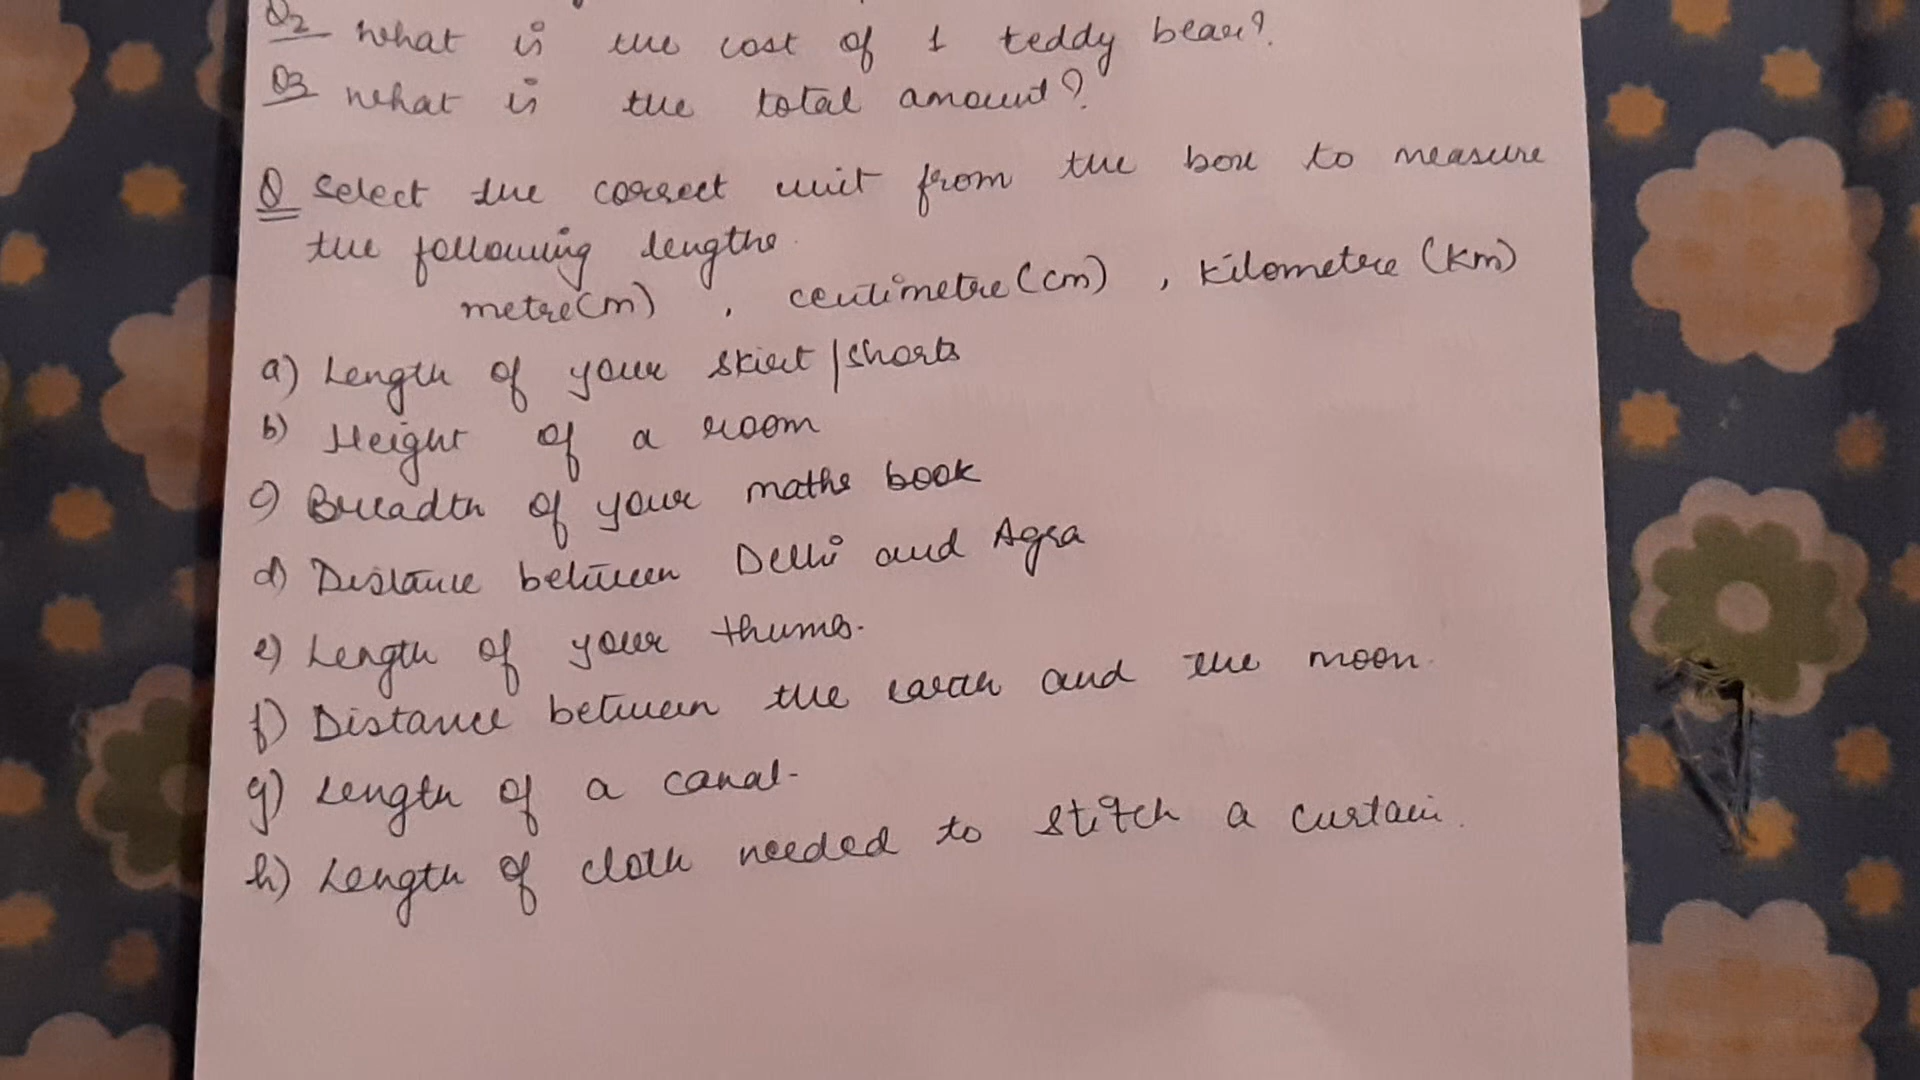 Q2 What is the cost of 1 teddy bear?
Q3 What is the total amount?
Q Select the correct unit from the box to measure
the following lengths
metre(m) , centimetre(cm) , Kilometre (Km)
a) Length of your skirt/shorts
b) Height of a room
c) Breadth of your maths book
d) Distance between Delhi and Agra
e) Length of your thumb.
f) Distance between the earth and the moon.
g) Length of a canal.
h) Length of cloth needed to stitch a curtain.